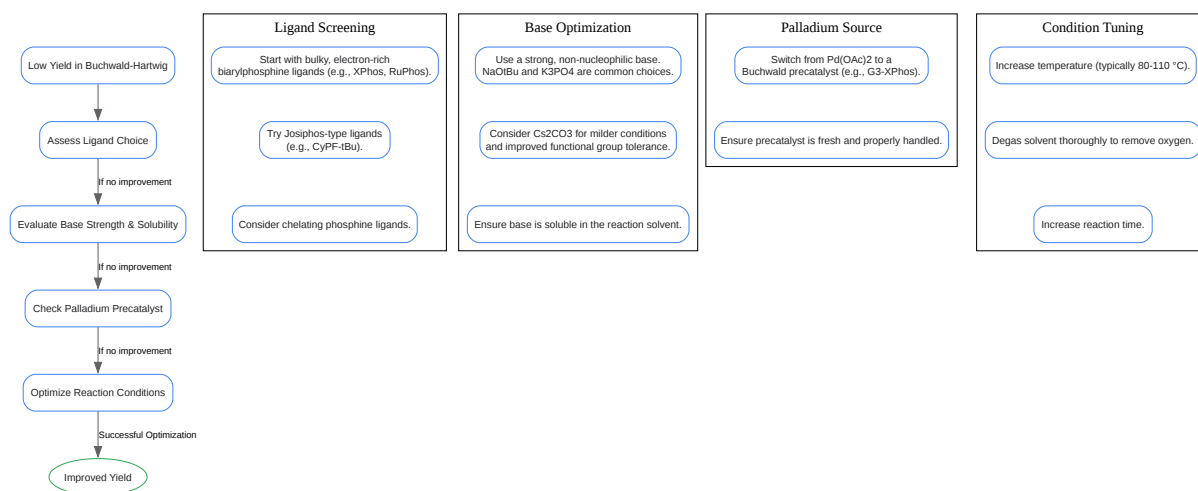 Low Yield in Buchwald-Hartwig
Assess Ligand Choice
If no improvement
Evaluate Base Strength & Solubility
If no improvement
Check Palladium Precatalyst
If no improvement
Optimize Reaction Conditions
Successful Optimization
Improved Yield
Ligand Screening
Start with bulky, electron-rich
biarylphosphine ligands (e.g., XPhos, RuPhos).
Try Josiphos-type ligands
(e.g., CyPF-tBu).
Consider chelating phosphine ligands.
Base Optimization
Use a strong, non-nucleophilic base.
NaOtBu and K3PO4 are common choices.
Consider Cs2CO3 for milder conditions
and improved functional group tolerance.
Ensure base is soluble in the reaction solvent.
Palladium Source
Switch from Pd(OAc)2 to a
Buchwald precatalyst (e.g., G3-XPhos).
Ensure precatalyst is fresh and properly handled.
Condition Tuning
Increase temperature (typically 80-110 °C).
Degas solvent thoroughly to remove oxygen.
Increase reaction time.